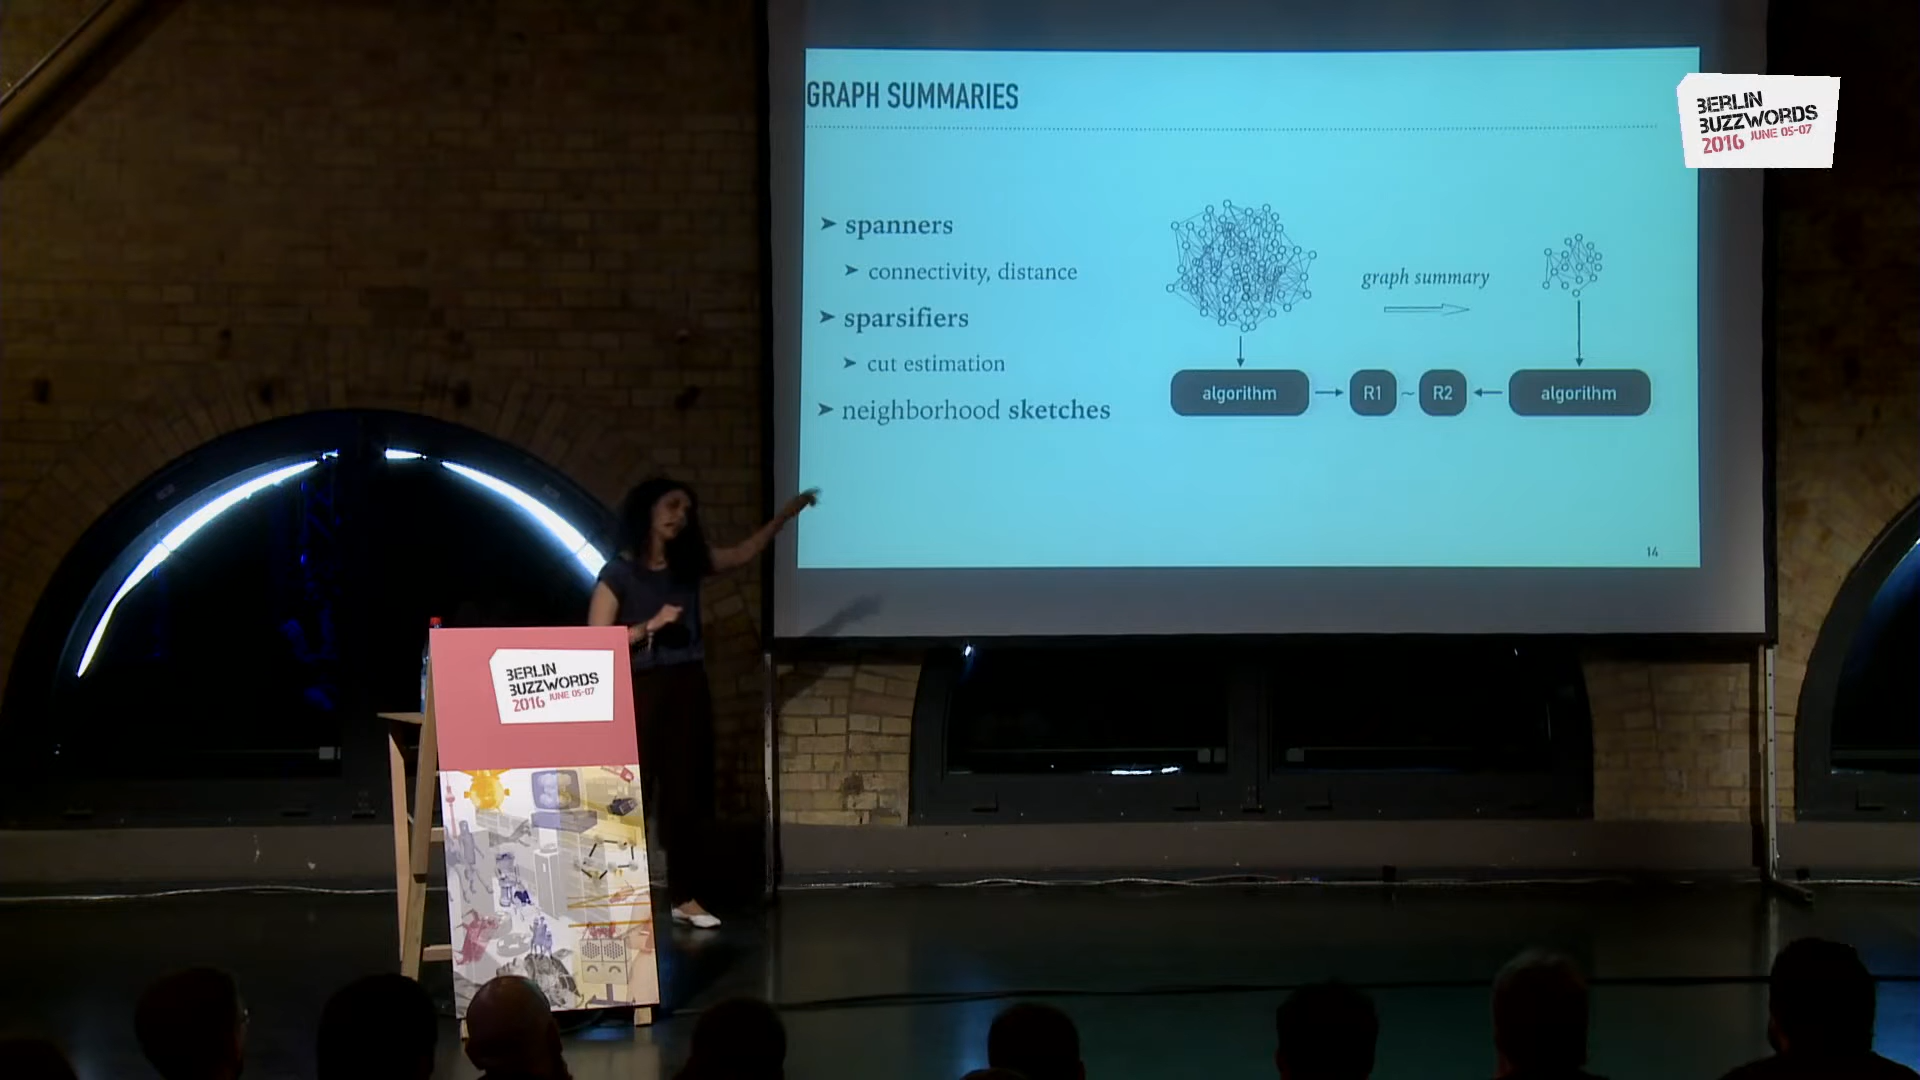 GRAPH SUMMARIES
➤ spanners
➤ connectivity, distance
➤ sparsifiers
➤ cut estimation
➤ neighborhood sketches
graph summary
algorithm
R1
~
R2
algorithm
14
BERLIN
BUZZWORDS
2016 JUNE 05-07
BERLIN
BUZZWORDS
2016 JUNE 05-07